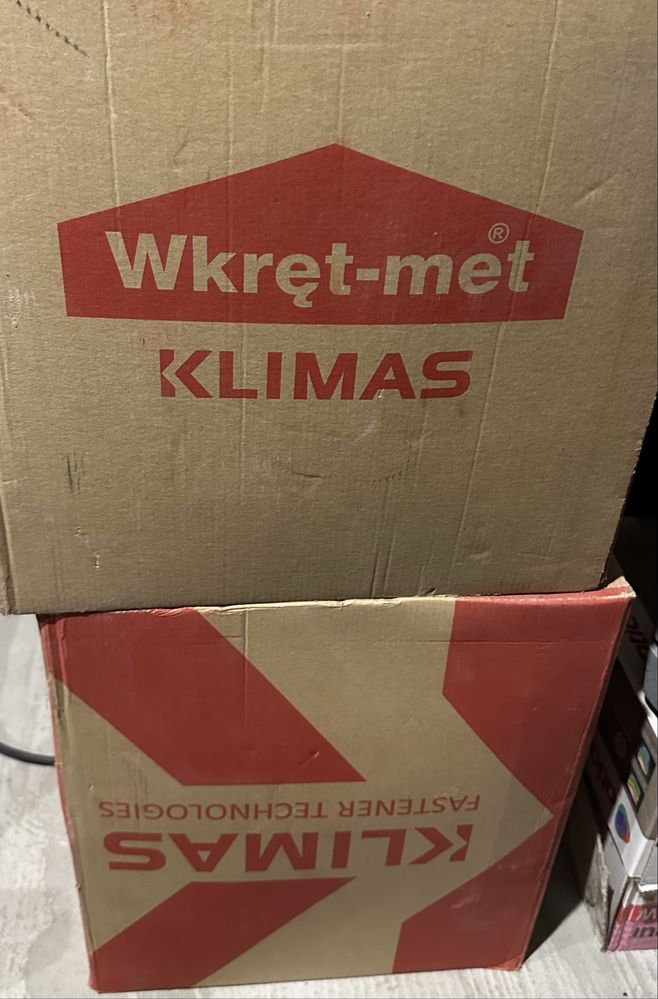 Wkręt-met®
KLIMAS
KLIMAS
FASTENER TECHNOLOGIES